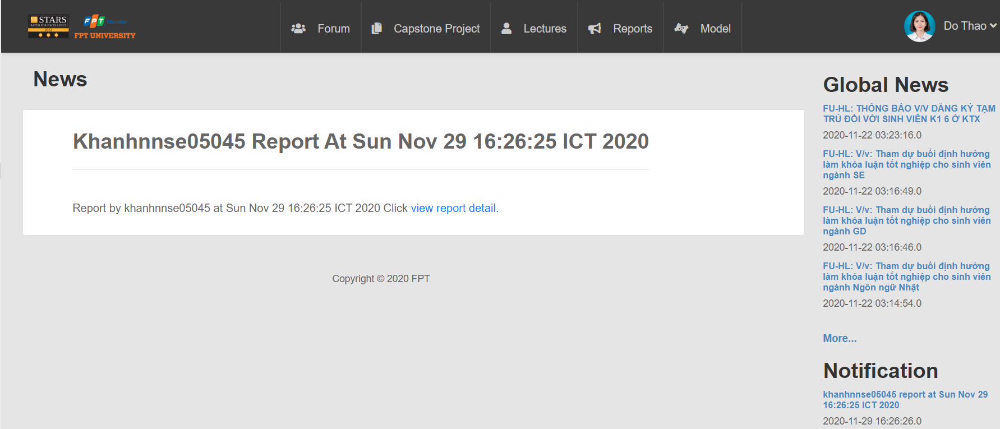 STARS
RATED FOR EXCELLENCE
2012
FPT Education
FPT UNIVERSITY
Forum
Capstone Project
Lectures
Reports
Model
Do Thao
News
Khanhnnse05045 Report At Sun Nov 29 16:26:25 ICT 2020
Report by khanhnnse05045 at Sun Nov 29 16:26:25 ICT 2020 Click view report detail.
Copyright © 2020 FPT
Global News
FU-HL: THÔNG BÁO V/V ĐĂNG KÝ TẠM
TRÚ ĐỐI VỚI SINH VIÊN K1 6 Ở KTX
2020-11-22 03:23:16.0
FU-HL: V/v: Tham dự buổi định hướng
làm khóa luận tốt nghiệp cho sinh viên
ngành SE
2020-11-22 03:16:49.0
FU-HL: V/v: Tham dự buổi định hướng
làm khóa luận tốt nghiệp cho sinh viên
ngành GD
2020-11-22 03:16:46.0
FU-HL: V/v: Tham dự buổi định hướng
làm khóa luận tốt nghiệp cho sinh viên
ngành Ngôn ngữ Nhật
2020-11-22 03:14:54.0
More...
Notification
khanhnnse05045 report at Sun Nov 29
16:26:25 ICT 2020
2020-11-29 16:26:26.0